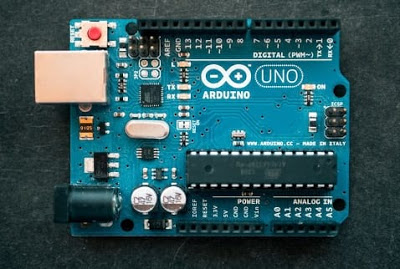 AREF
GND
13
12
~11
~10
~9
8
7
~6
~5
4
~3
2
TX→1
RX←0
DIGITAL (PWM~)
L
TX
RX
ARDUINO
UNO
ON
ICSP
WWW.ARDUINO.CC - MADE IN ITALY
IOREF
RESET
3.3V
5V
GND
GND
Vin
POWER
ANALOG IN
A0
A1
A2
A3
A4
A5